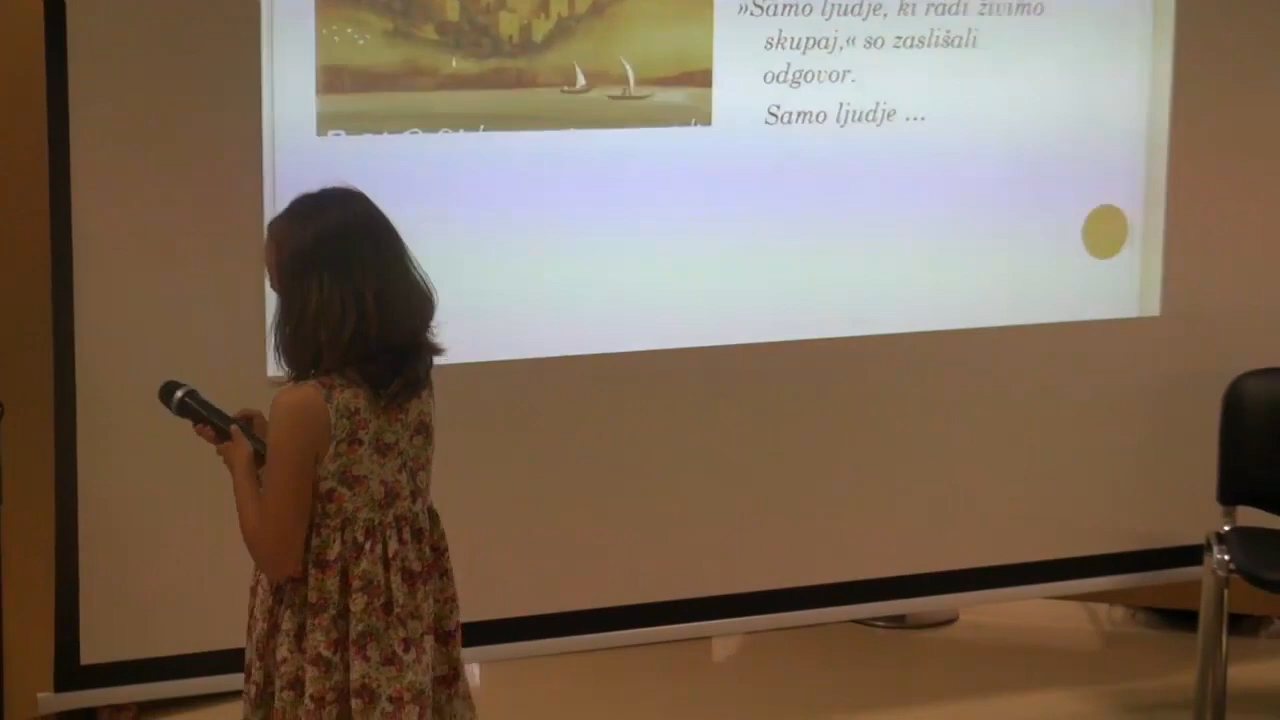 »Samo ljudje, ki radi živimo
skupaj,« so zaslišali
odgovor.
Samo ljudje ...